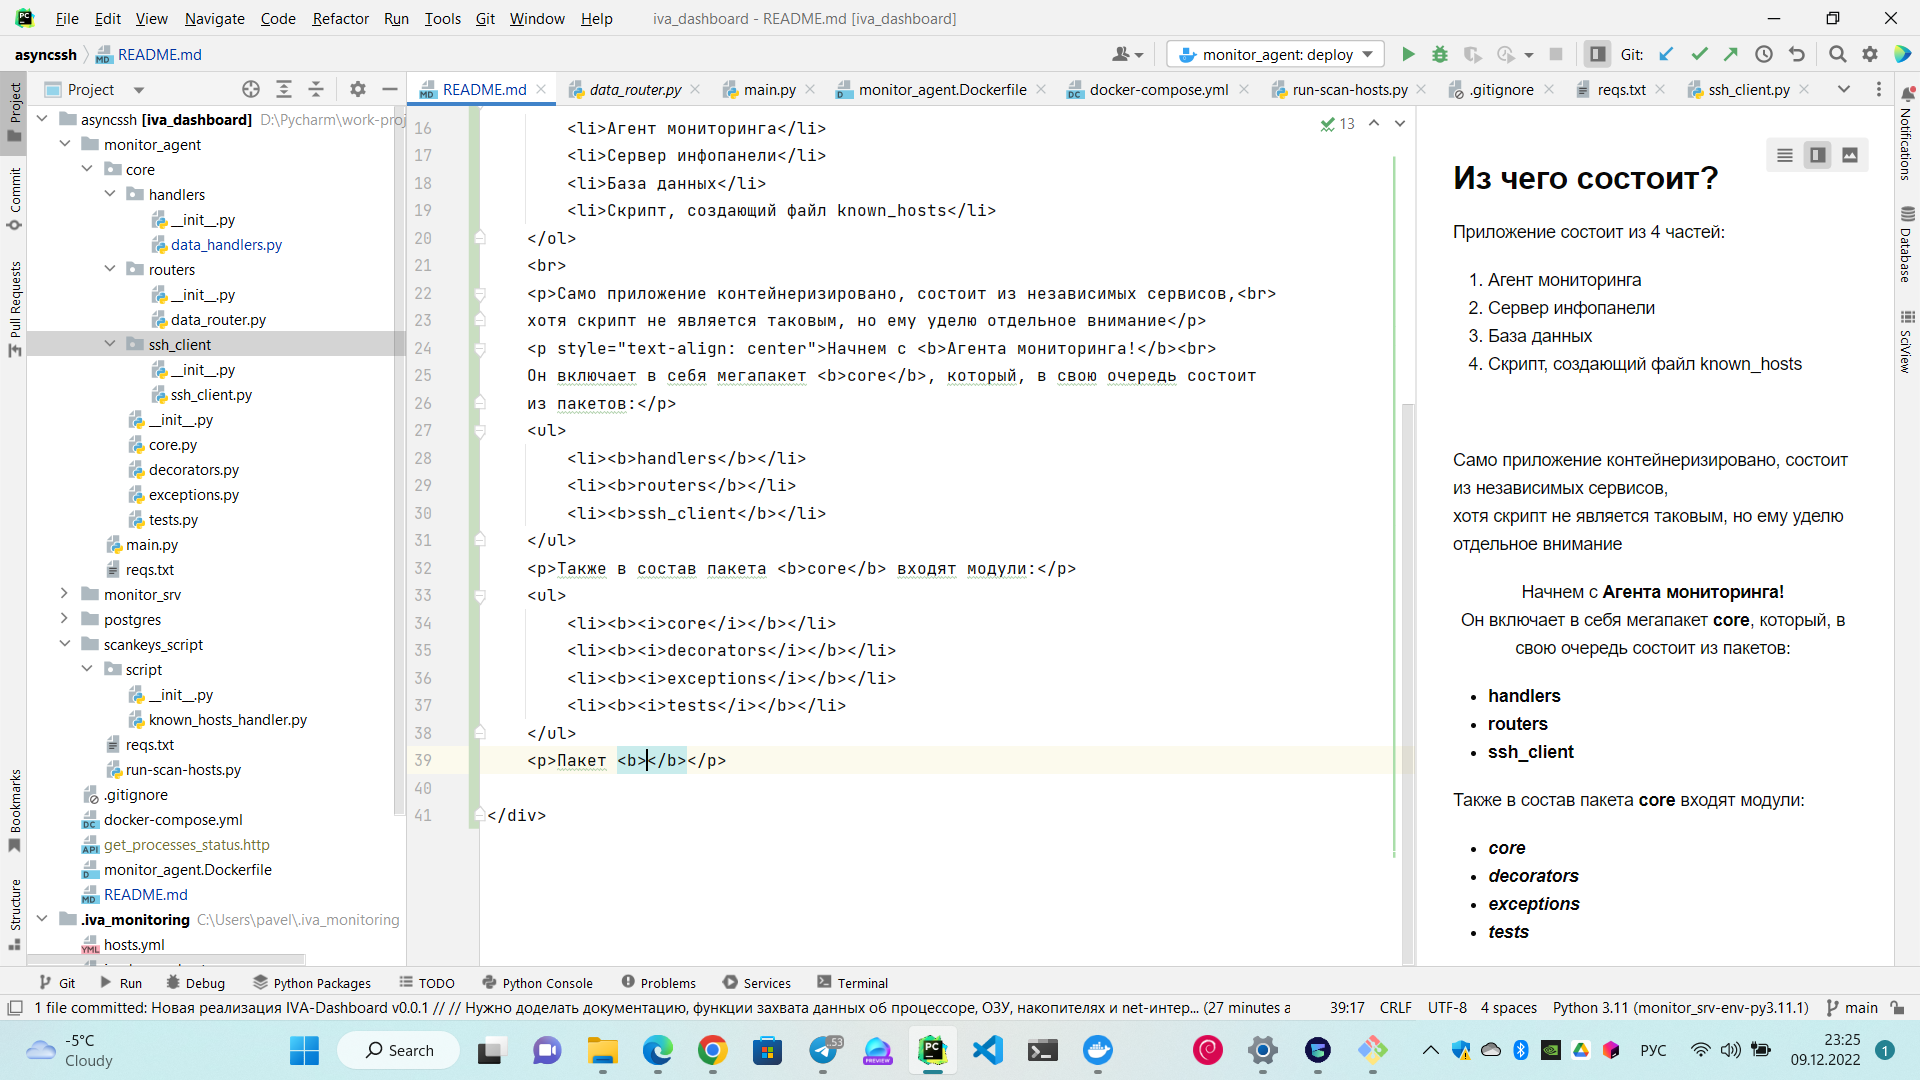 File Edit View Navigate Code Refactor Run Tools Git Window Help iva_dashboard - README.md [iva_dashboard]
asyncssh README.md
monitor_agent: deploy
Git:
Project
README.md
data_router.py
main.py
monitor_agent.Dockerfile
docker-compose.yml
run-scan-hosts.py
.gitignore
reqs.txt
ssh_client.py
Project
Commit
Pull Requests
Bookmarks
Structure
asyncssh [iva_dashboard] D:\Pycharm\work-proj
monitor_agent
core
handlers
__init__.py
data_handlers.py
routers
__init__.py
data_router.py
ssh_client
__init__.py
ssh_client.py
__init__.py
core.py
decorators.py
exceptions.py
tests.py
main.py
reqs.txt
monitor_srv
postgres
scankeys_script
script
__init__.py
known_hosts_handler.py
reqs.txt
run-scan-hosts.py
.gitignore
docker-compose.yml
get_processes_status.http
monitor_agent.Dockerfile
README.md
.iva_monitoring C:\Users\pavel\.iva_monitoring
hosts.yml
13
16 <li>Агент мониторинга</li>
17 <li>Сервер инфопанели</li>
18 <li>База данных</li>
19 <li>Скрипт, создающий файл known_hosts</li>
20 </ol>
21 <br>
22 <p>Само приложение контейнеризировано, состоит из независимых сервисов,<br>
23 хотя скрипт не является таковым, но ему уделю отдельное внимание</p>
24 <p style="text-align: center">Начнем с <b>Агента мониторинга!</b><br>
25 Он включает в себя мегапакет <b>core</b>, который, в свою очередь состоит
26 из пакетов:</p>
27 <ul>
28 <li><b>handlers</b></li>
29 <li><b>routers</b></li>
30 <li><b>ssh_client</b></li>
31 </ul>
32 <p>Также в состав пакета <b>core</b> входят модули:</p>
33 <ul>
34 <li><b><i>core</i></b></li>
35 <li><b><i>decorators</i></b></li>
36 <li><b><i>exceptions</i></b></li>
37 <li><b><i>tests</i></b></li>
38 </ul>
39 <p>Пакет <b></b></p>
40
41 </div>
Из чего состоит?
Приложение состоит из 4 частей:
1. Агент мониторинга
2. Сервер инфопанели
3. База данных
4. Скрипт, создающий файл known_hosts
Само приложение контейнеризировано, состоит
из независимых сервисов,
хотя скрипт не является таковым, но ему уделю
отдельное внимание
Начнем с Агента мониторинга!
Он включает в себя мегапакет core, который, в
свою очередь состоит из пакетов:
• handlers
• routers
• ssh_client
Также в состав пакета core входят модули:
• core
• decorators
• exceptions
• tests
Notifications
Database
SciView
Git Run Debug Python Packages TODO Python Console Problems Services Terminal
1 file committed: Новая реализация IVA-Dashboard v0.0.1 // // Нужно доделать документацию, функции захвата данных об процессоре, ОЗУ, накопителях и net-интер... (27 minutes a 39:17 CRLF UTF-8 4 spaces Python 3.11 (monitor_srv-env-py3.11.1) main
-5°C
Cloudy
Search
..53
PREVIEW
РУС
23:25
09.12.2022
1